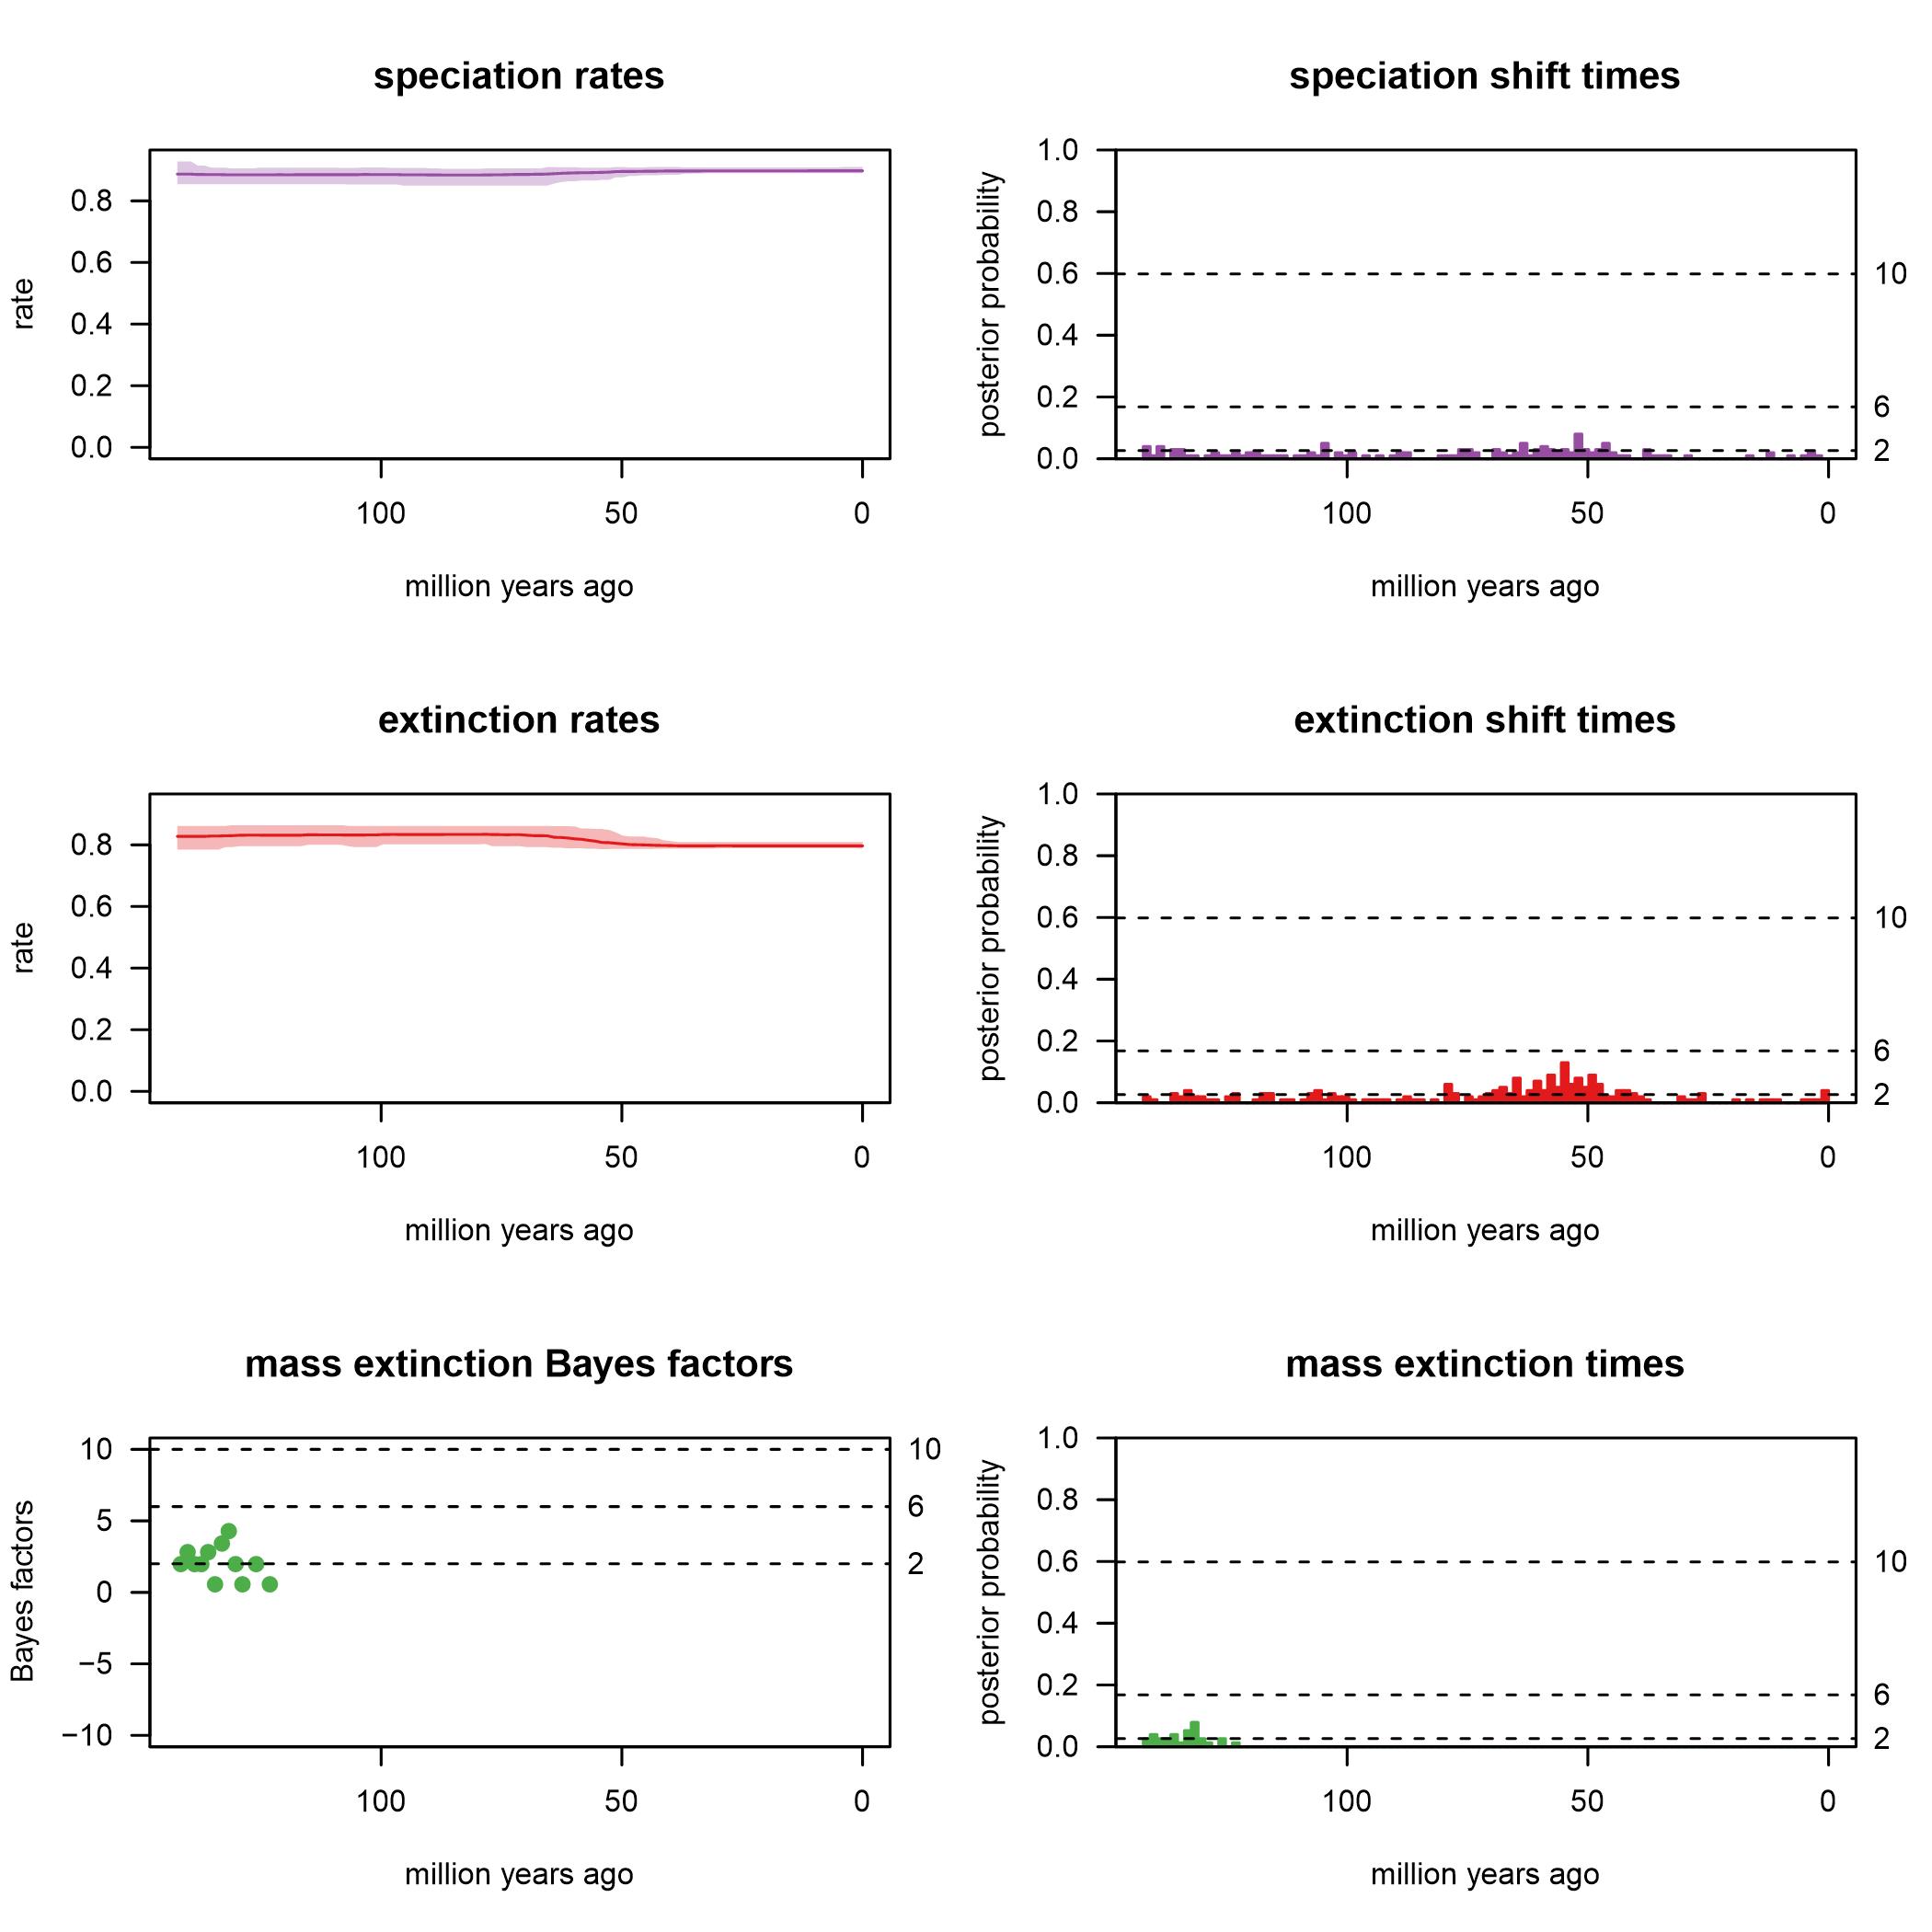 speciation rates
rate
0.8
0.6
0.4
0.2
0.0
100 50 0
million years ago
speciation shift times
posterior probability
1.0
0.8
0.6
0.4
0.2
0.0
10
6
2
100 50 0
million years ago
extinction rates
rate
0.8
0.6
0.4
0.2
0.0
100 50 0
million years ago
extinction shift times
posterior probability
1.0
0.8
0.6
0.4
0.2
0.0
10
6
2
100 50 0
million years ago
mass extinction Bayes factors
Bayes factors
10
5
0
−5
−10
10
6
2
100 50 0
million years ago
mass extinction times
posterior probability
1.0
0.8
0.6
0.4
0.2
0.0
10
6
2
100 50 0
million years ago